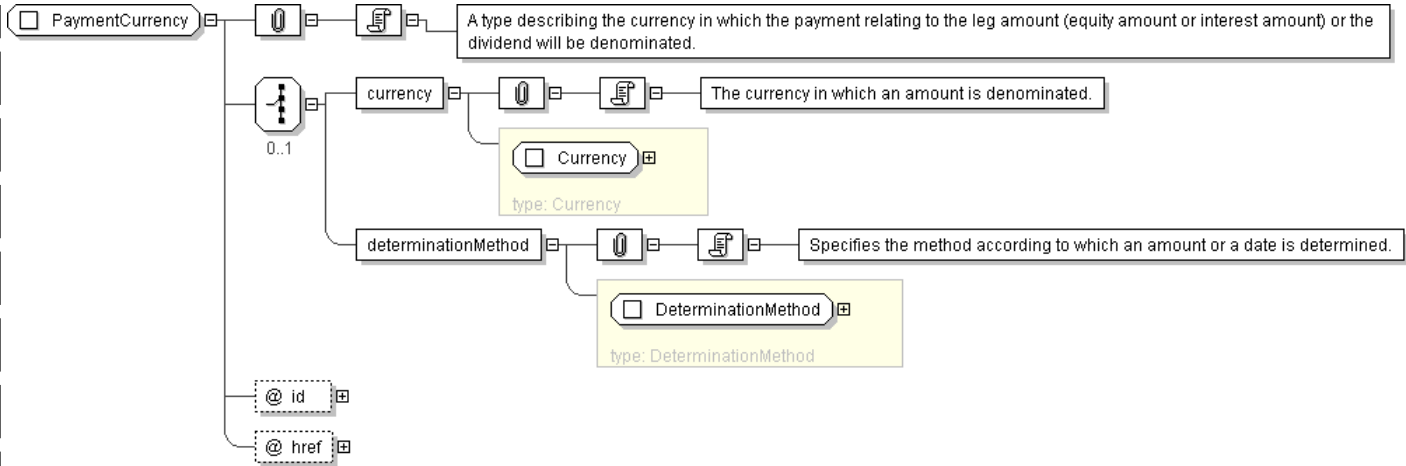 PaymentCurrency
A type describing the currency in which the payment relating to the leg amount (equity amount or interest amount) or the
dividend will be denominated.
currency
The currency in which an amount is denominated.
0..1
Currency
type: Currency
determinationMethod
Specifies the method according to which an amount or a date is determined.
DeterminationMethod
type: DeterminationMethod
@ id
@ href